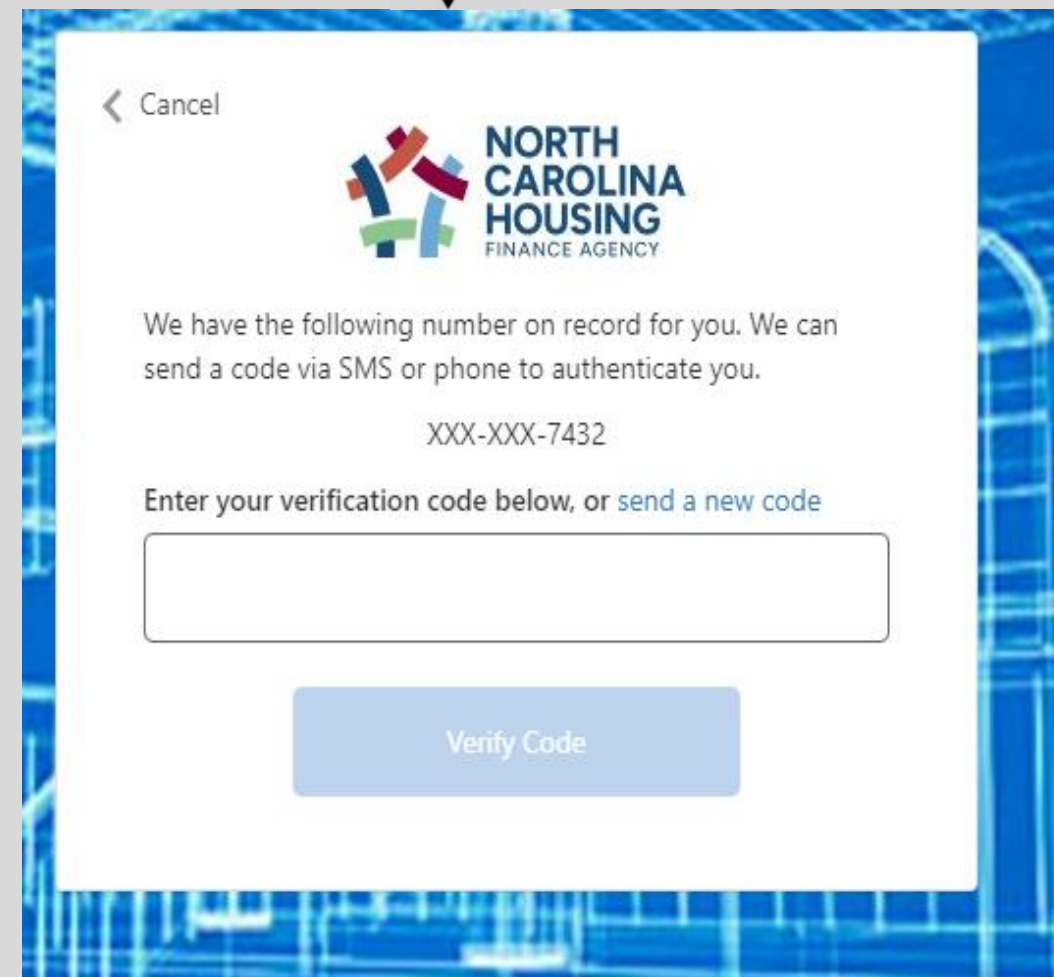 Cancel
NORTH
CAROLINA
HOUSING
FINANCE AGENCY
We have the following number on record for you. We can
send a code via SMS or phone to authenticate you.
XXX-XXX-7432
Enter your verification code below, or send a new code
Verify Code